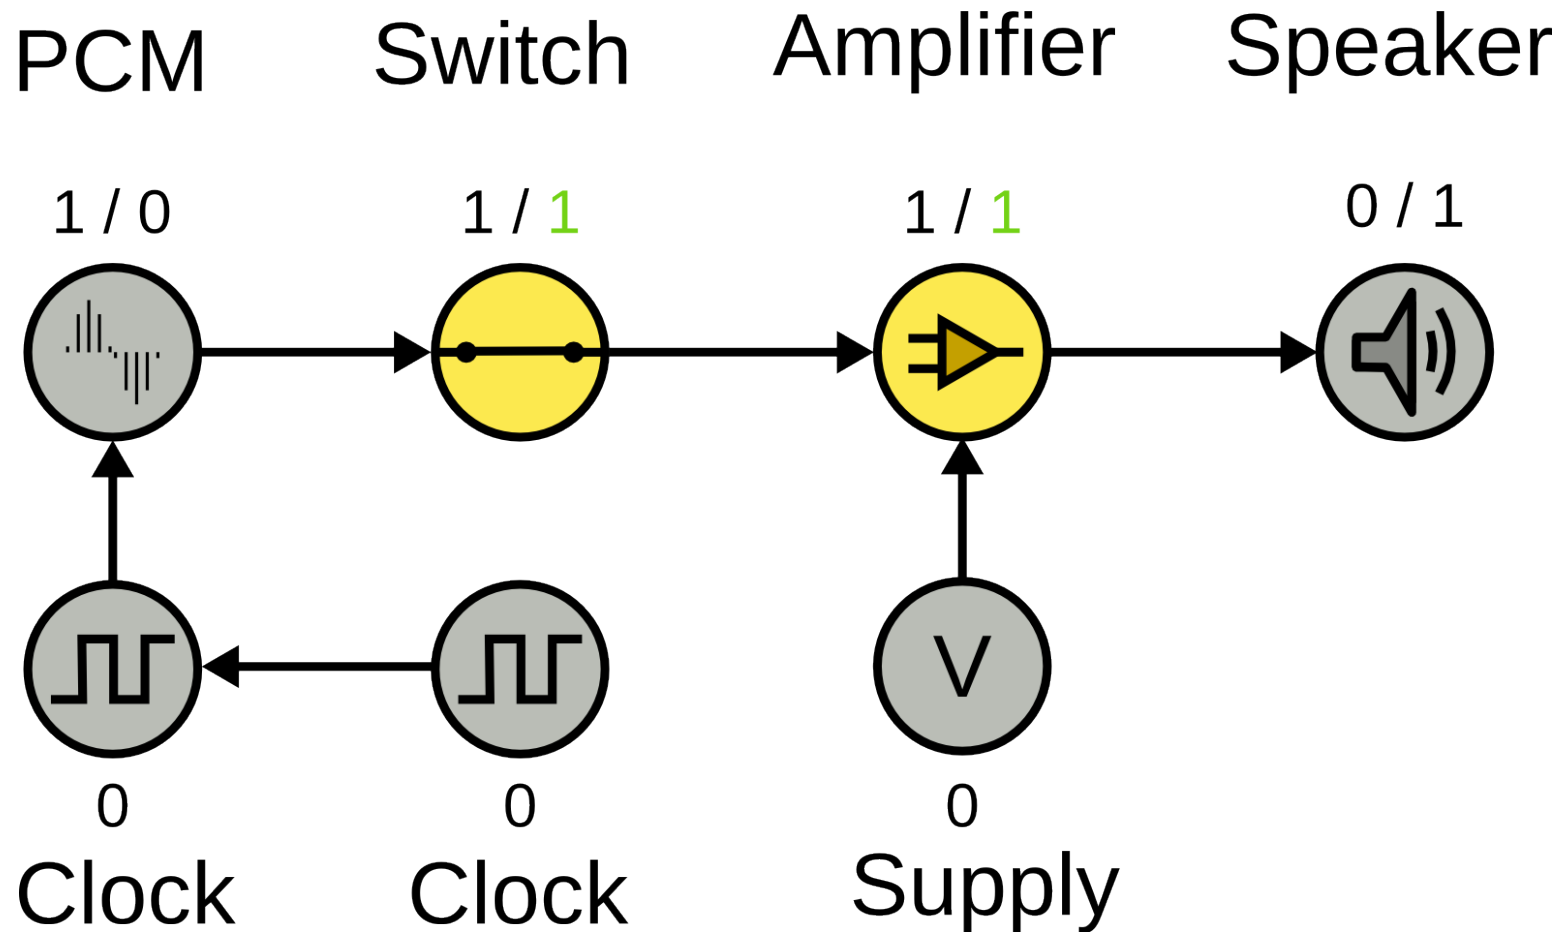 PCM Switch Amplifier Speaker
1 / 0 1 / 1 1 / 1 0 / 1
V
0 0 0
Clock Clock Supply